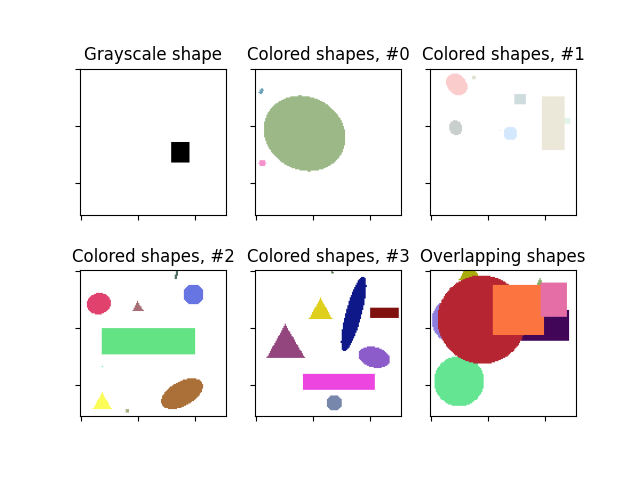 Grayscale shape
Colored shapes, #0
Colored shapes, #1
Colored shapes, #2
Colored shapes, #3
Overlapping shapes